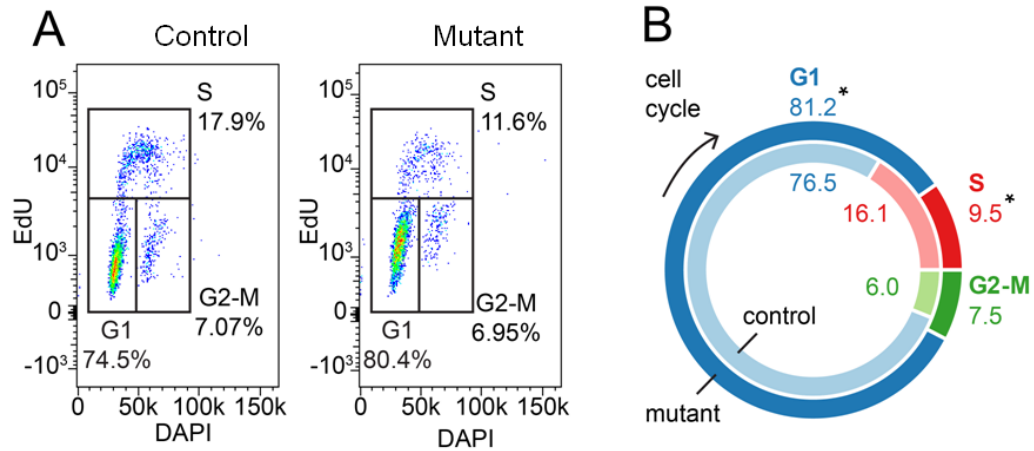 A
Control
Mutant
10⁵
10⁴
10³
0
-10³
EdU
S
17.9%
G2-M
7.07%
G1
74.5%
0
50k
100k
150k
DAPI
10⁵
10⁴
10³
0
-10³
EdU
S
11.6%
G2-M
6.95%
G1
80.4%
0
50k
100k
150k
DAPI
B
cell
cycle
G1
81.2*
76.5
S
9.5*
16.1
G2-M
7.5
6.0
control
mutant